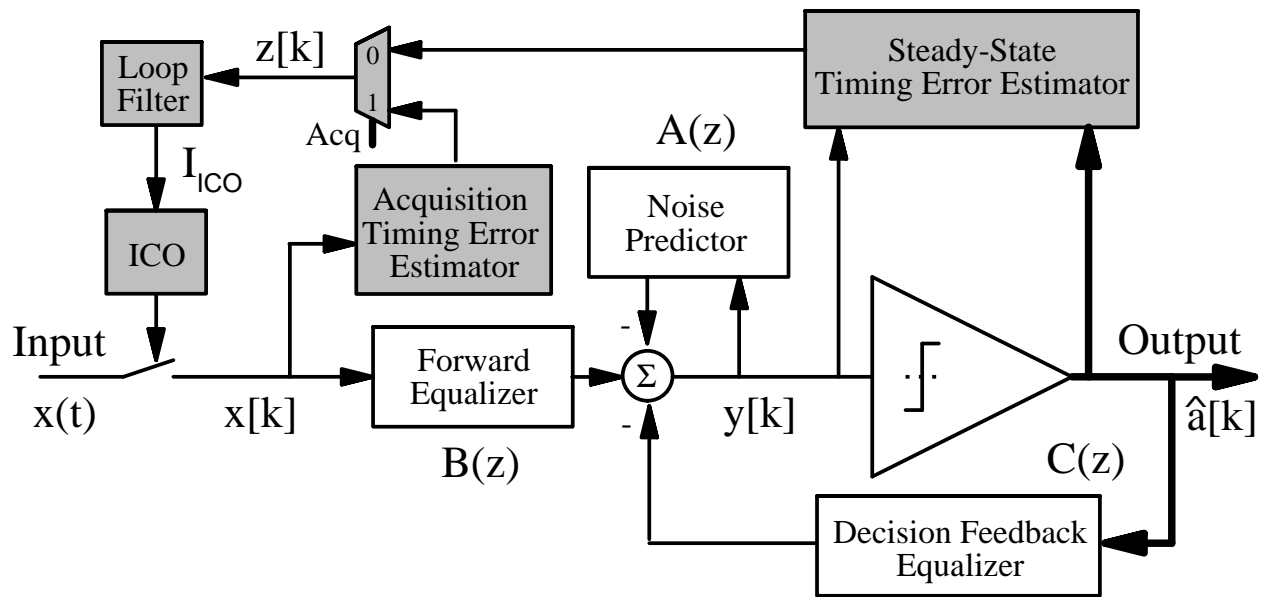 Loop
Filter
z[k]
0
1
Acq
Steady-State
Timing Error Estimator
I_ICO
ICO
Acquisition
Timing Error
Estimator
A(z)
Noise
Predictor
Input
x(t)
x[k]
Forward
Equalizer
B(z)
-
Σ
-
y[k]
Output
â[k]
C(z)
Decision Feedback
Equalizer